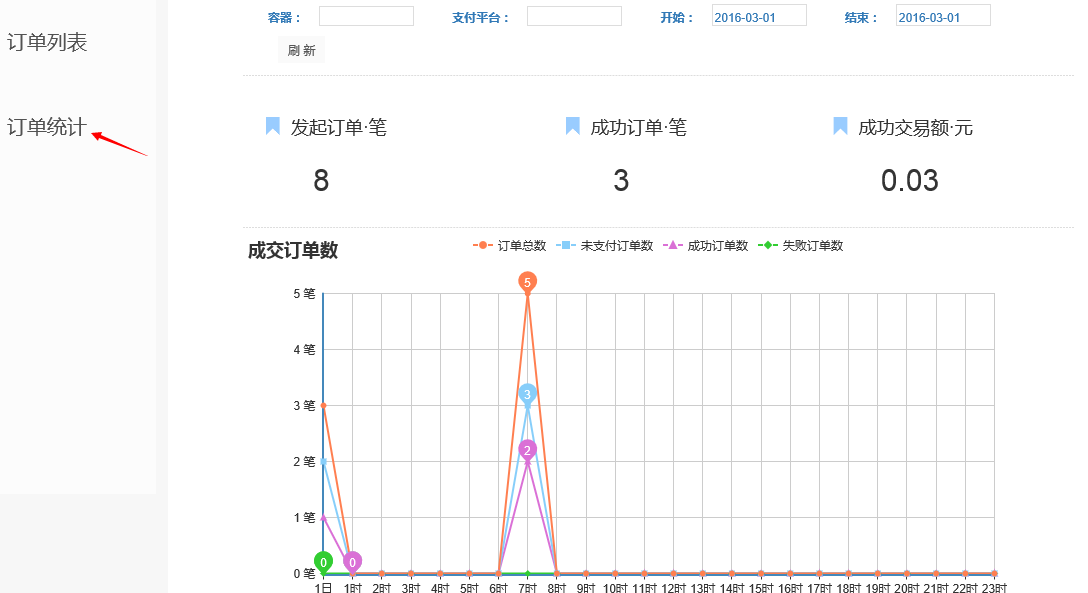 容器： 支付平台： 开始： 2016-03-01 结束： 2016-03-01
刷 新
订单列表
订单统计
发起订单·笔 成功订单·笔 成功交易额·元
8 3 0.03
成交订单数
订单总数 未支付订单数 成功订单数 失败订单数
5
5 笔
4 笔
3
3 笔
2
2 笔
1 笔
0 0
0 笔
1日 1时 2时 3时 4时 5时 6时 7时 8时 9时 10时 11时 12时 13时 14时 15时 16时 17时 18时 19时 20时 21时 22时 23时